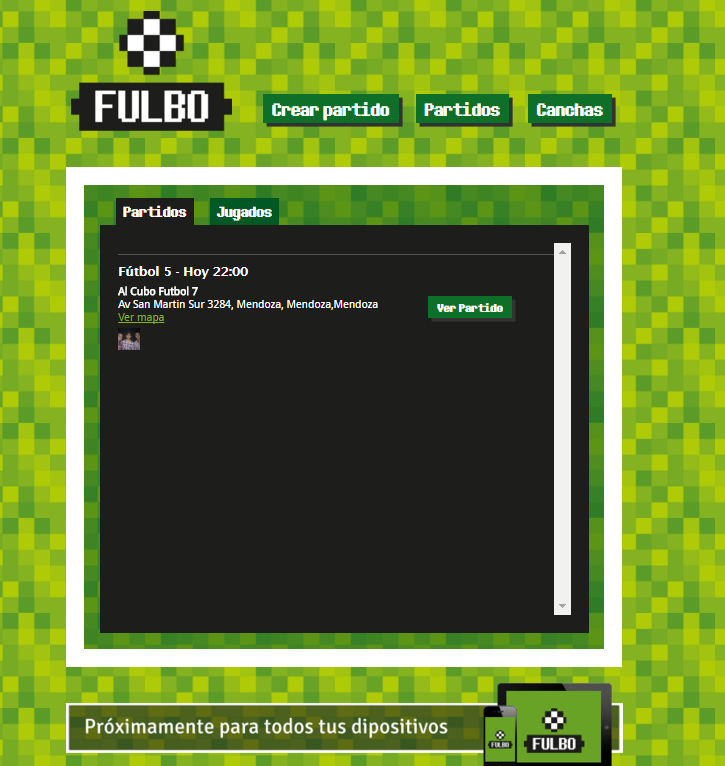 FULBO
Crear partido
Partidos
Canchas
Partidos
Jugados
Fútbol 5 - Hoy 22:00
Al Cubo Futbol 7
Av San Martin Sur 3284, Mendoza, Mendoza,Mendoza
Ver mapa
Ver Partido
Próximamente para todos tus dipositivos
FULBO
FULBO